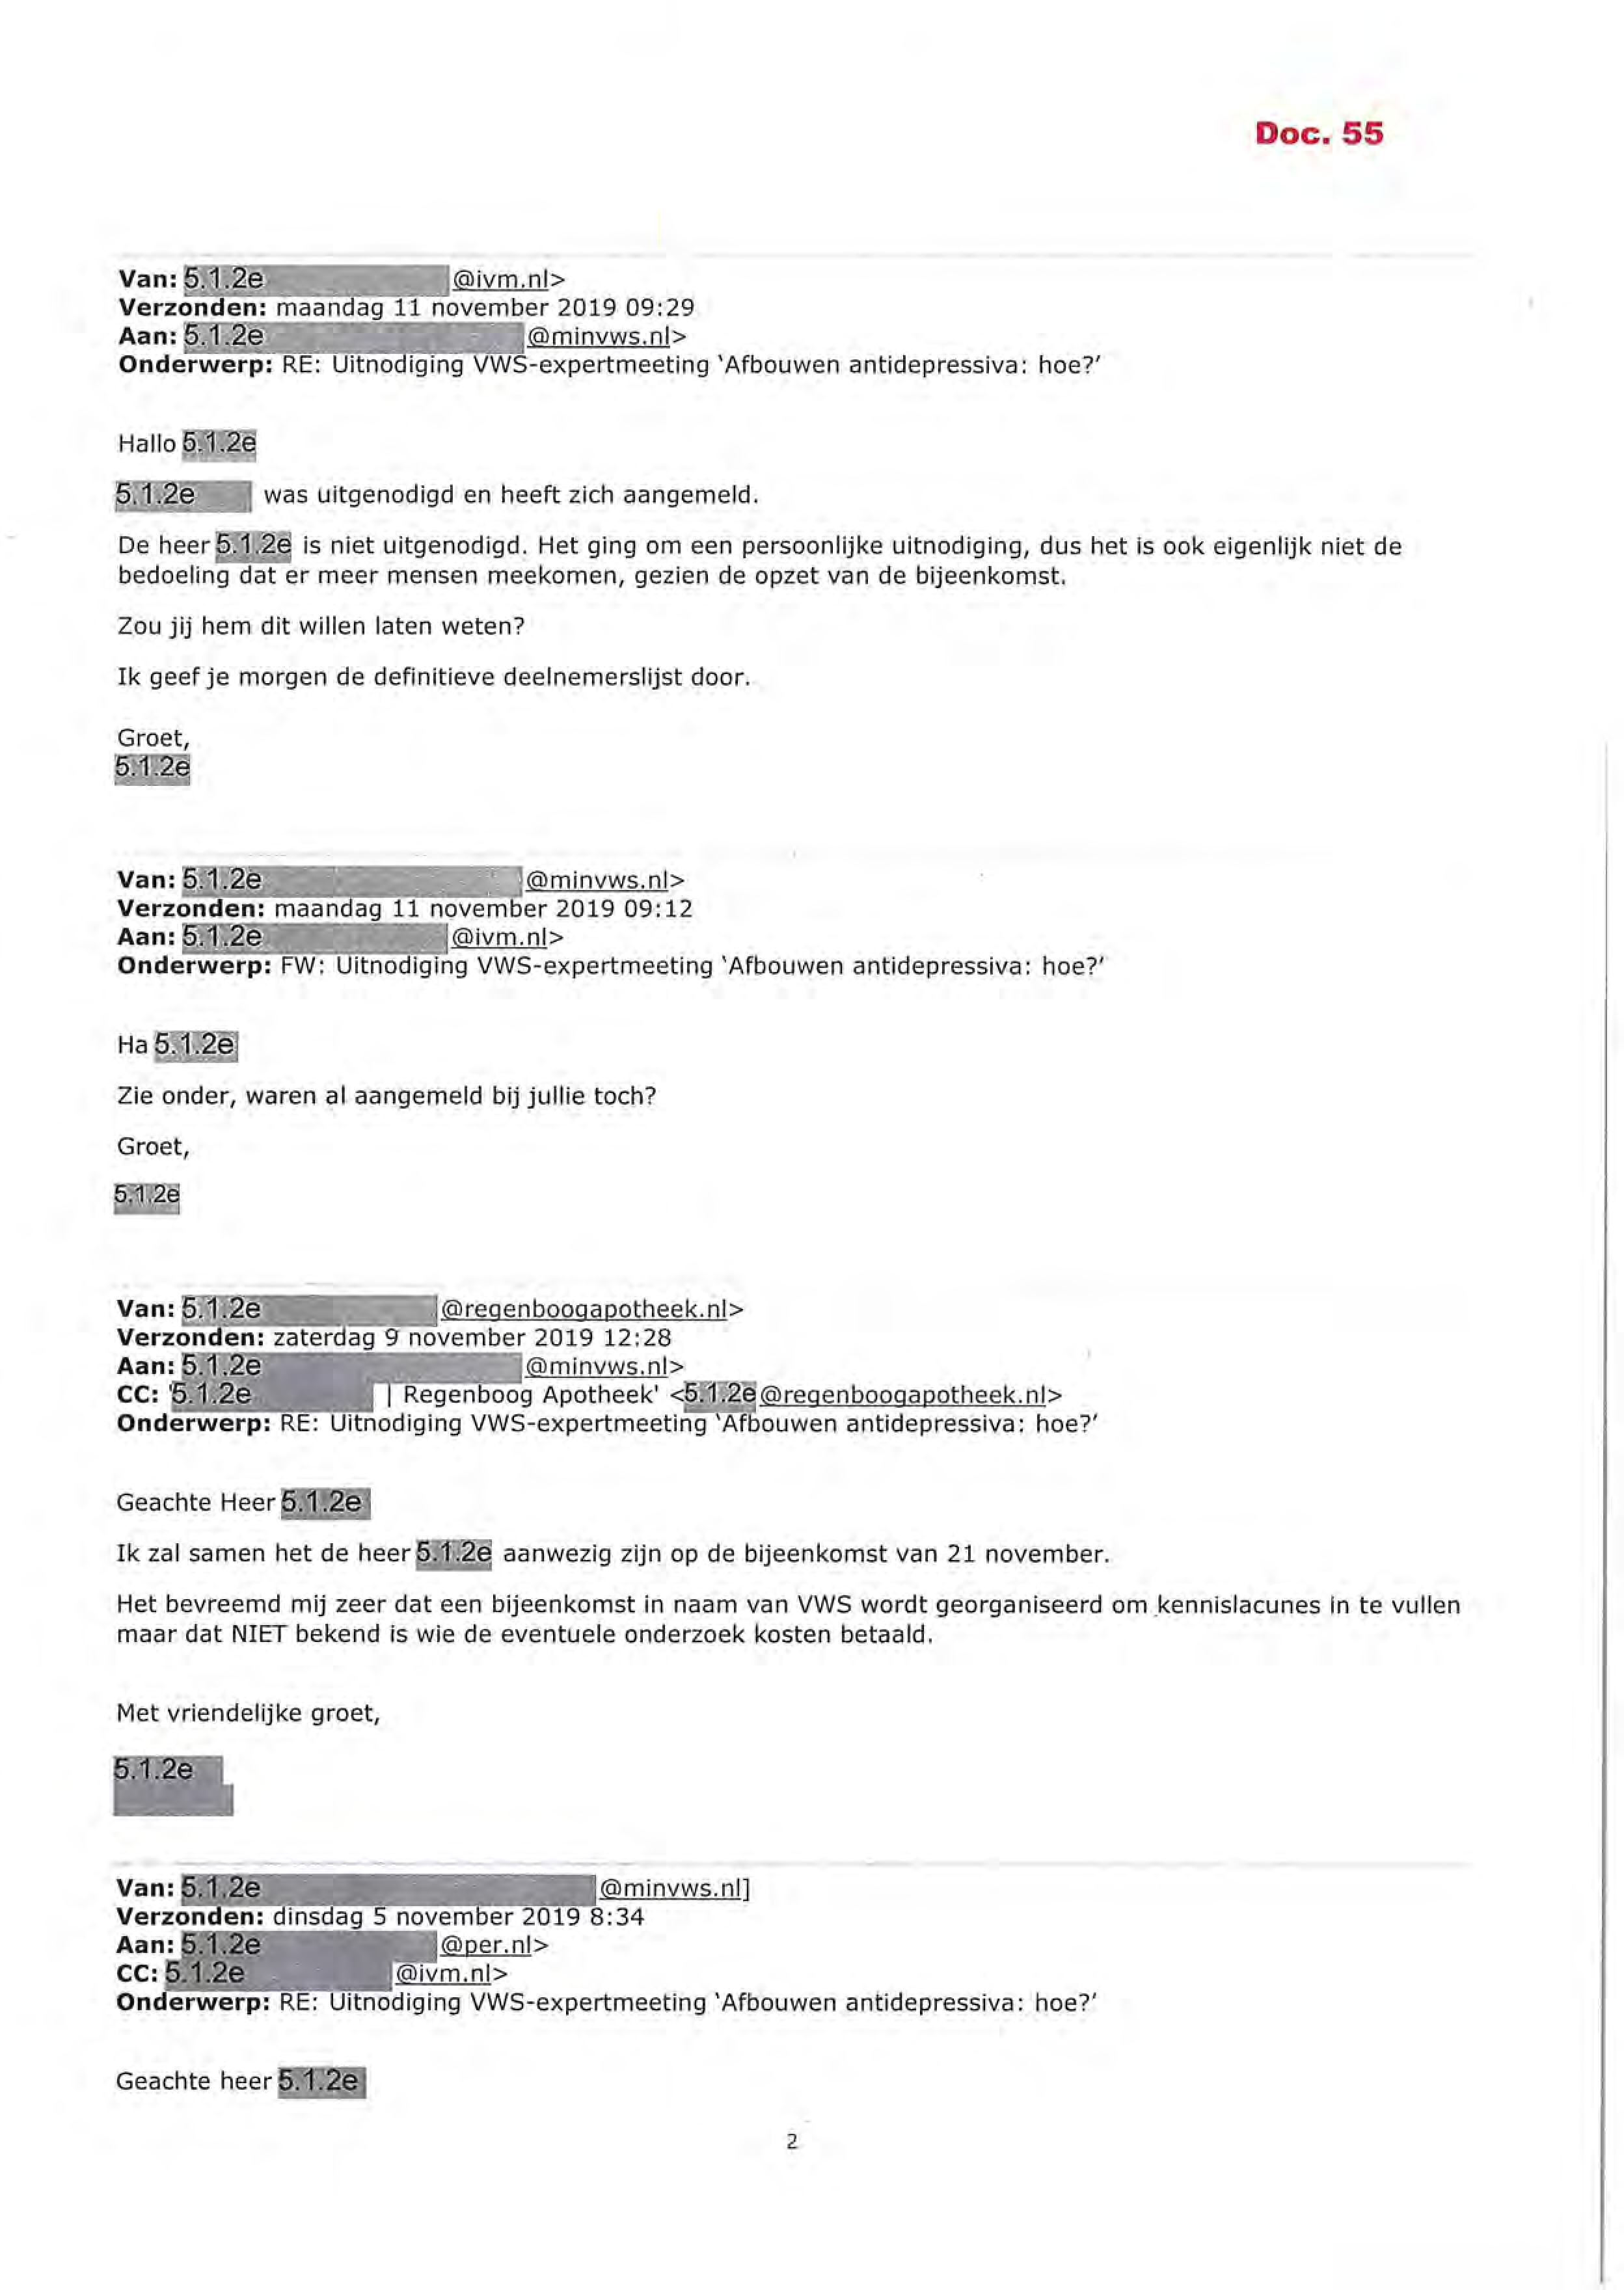 Doc. 55
Van: 5.1.2e @ivm.nl>
Verzonden: maandag 11 november 2019 09:29
Aan: 5.1.2e @minvws.nl>
Onderwerp: RE: Uitnodiging VWS-expertmeeting 'Afbouwen antidepressiva: hoe?'
Hallo 5.1.2e
5.1.2e was uitgenodigd en heeft zich aangemeld.
De heer 5.1.2e is niet uitgenodigd. Het ging om een persoonlijke uitnodiging, dus het is ook eigenlijk niet de
bedoeling dat er meer mensen meekomen, gezien de opzet van de bijeenkomst.
Zou jij hem dit willen laten weten?
Ik geef je morgen de definitieve deelnemerslijst door.
Groet,
5.1.2e
Van: 5.1.2e @minvws.nl>
Verzonden: maandag 11 november 2019 09:12
Aan: 5.1.2e @ivm.nl>
Onderwerp: FW: Uitnodiging VWS-expertmeeting 'Afbouwen antidepressiva: hoe?'
Ha 5.1.2e
Zie onder, waren al aangemeld bij jullie toch?
Groet,
5.1.2e
Van: 5.1.2e @regenboogapotheek.nl>
Verzonden: zaterdag 9 november 2019 12:28
Aan: 5.1.2e @minvws.nl>
CC: '5.1.2e | Regenboog Apotheek' <5.1.2e@regenboogapotheek.nl>
Onderwerp: RE: Uitnodiging VWS-expertmeeting 'Afbouwen antidepressiva: hoe?'
Geachte Heer 5.1.2e
Ik zal samen het de heer 5.1.2e aanwezig zijn op de bijeenkomst van 21 november.
Het bevreemd mij zeer dat een bijeenkomst in naam van VWS wordt georganiseerd om kennislacunes in te vullen
maar dat NIET bekend is wie de eventuele onderzoek kosten betaald.
Met vriendelijke groet,
5.1.2e
Van: 5.1.2e @minvws.nl]
Verzonden: dinsdag 5 november 2019 8:34
Aan: 5.1.2e @per.nl>
CC: 5.1.2e @ivm.nl>
Onderwerp: RE: Uitnodiging VWS-expertmeeting 'Afbouwen antidepressiva: hoe?'
Geachte heer 5.1.2e
2